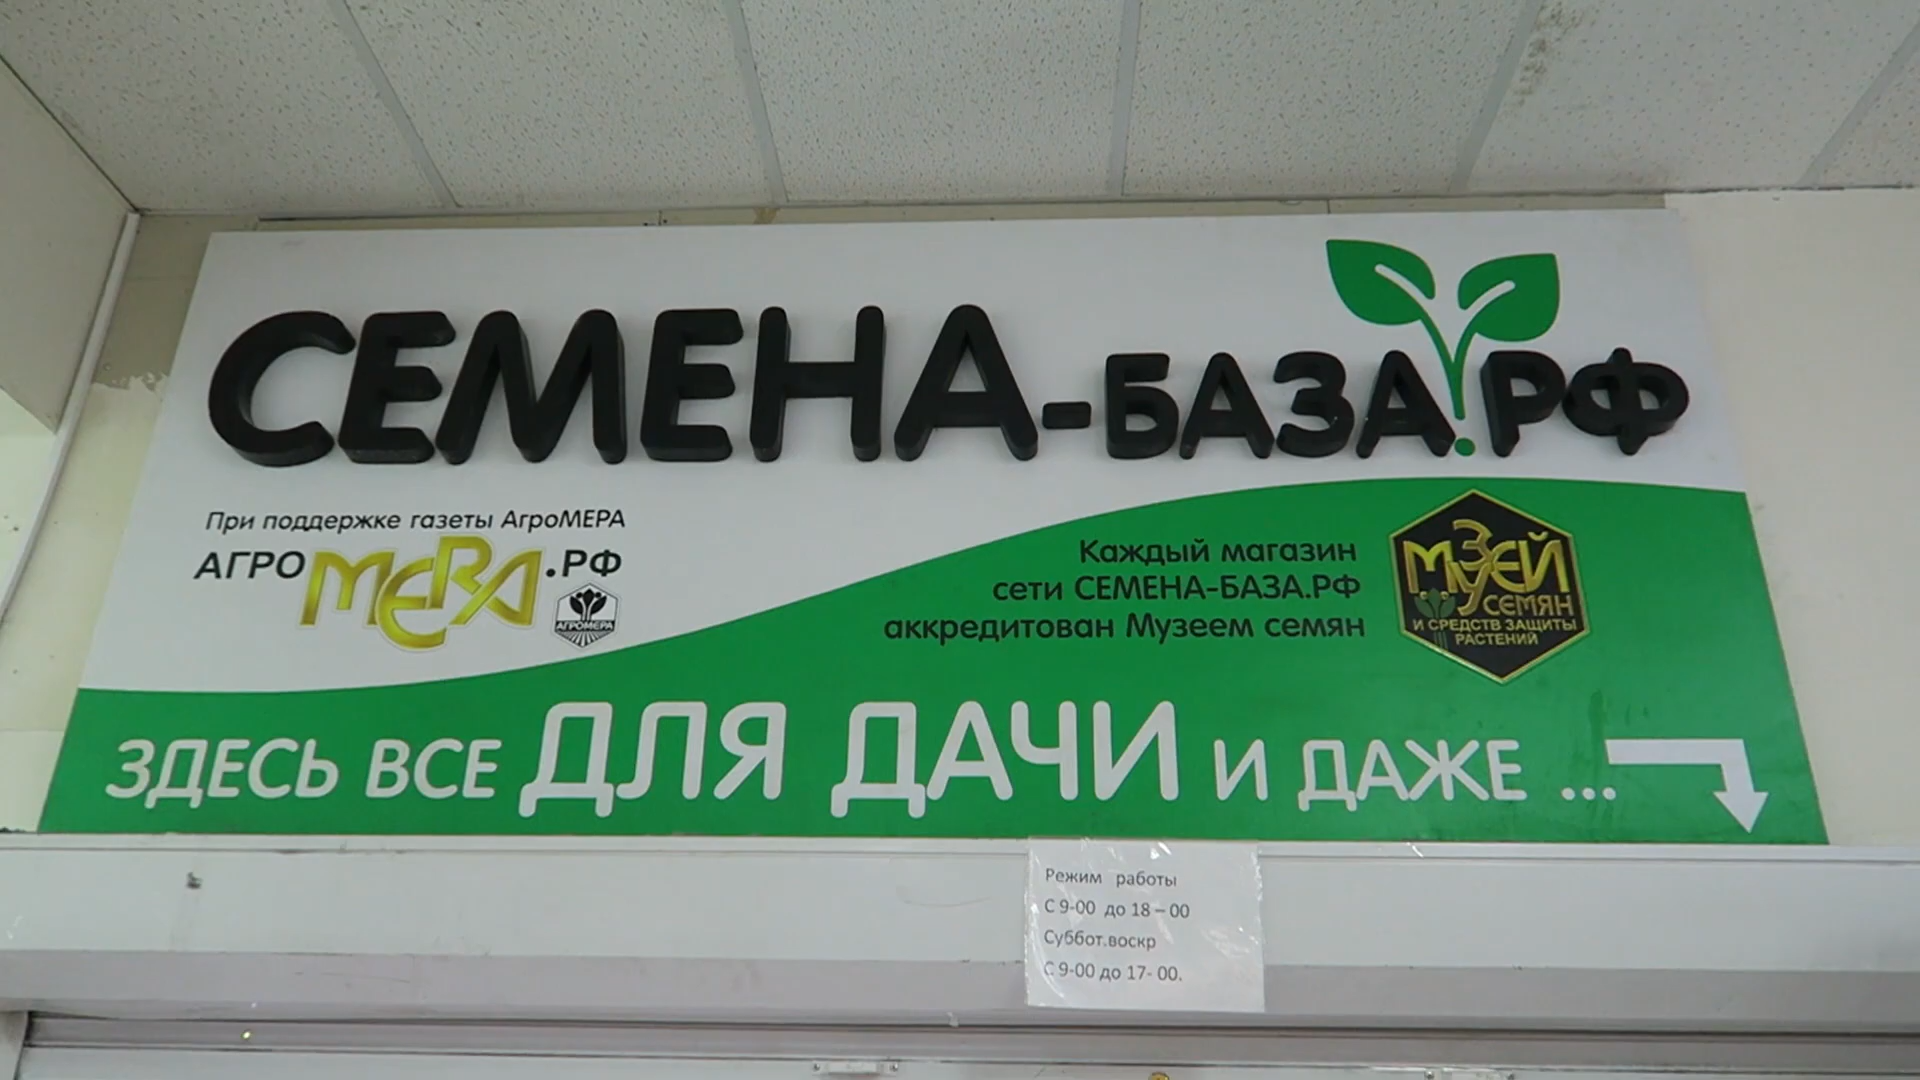 СЕМЕНА-БАЗА.РФ
При поддержке газеты АгроМЕРА
АГРОМЕRА.РФ
АГРОМЕРА
Каждый магазин
сети СЕМЕНА-БАЗА.РФ
аккредитован Музеем семян
МУЗЕЙ
СЕМЯН
И СРЕДСТВ ЗАЩИТЫ
РАСТЕНИЙ
ЗДЕСЬ ВСЕ ДЛЯ ДАЧИ И ДАЖЕ ...
Режим работы
С 9-00 до 18 – 00
Суббот.воскр
С 9-00 до 17- 00.